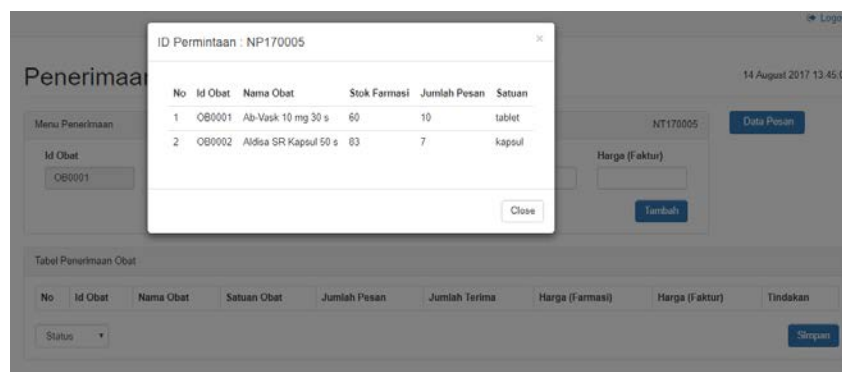 Logo
ID Permintaan : NP170005 ×
Penerimaan
14 August 2017 13:45:0
No Id Obat Nama Obat Stok Farmasi Jumlah Pesan Satuan
1 OB0001 Ab-Vask 10 mg 30 s 60 10 tablet
2 OB0002 Aldisa SR Kapsul 50 s 83 7 kapsul
Menu Penerimaan NT170005 Data Pesan
Id Obat Harga (Faktur)
OB0001
Close
Tambah
Tabel Penerimaan Obat
No Id Obat Nama Obat Satuan Obat Jumlah Pesan Jumlah Terima Harga (Farmasi) Harga (Faktur) Tindakan
Status Simpan